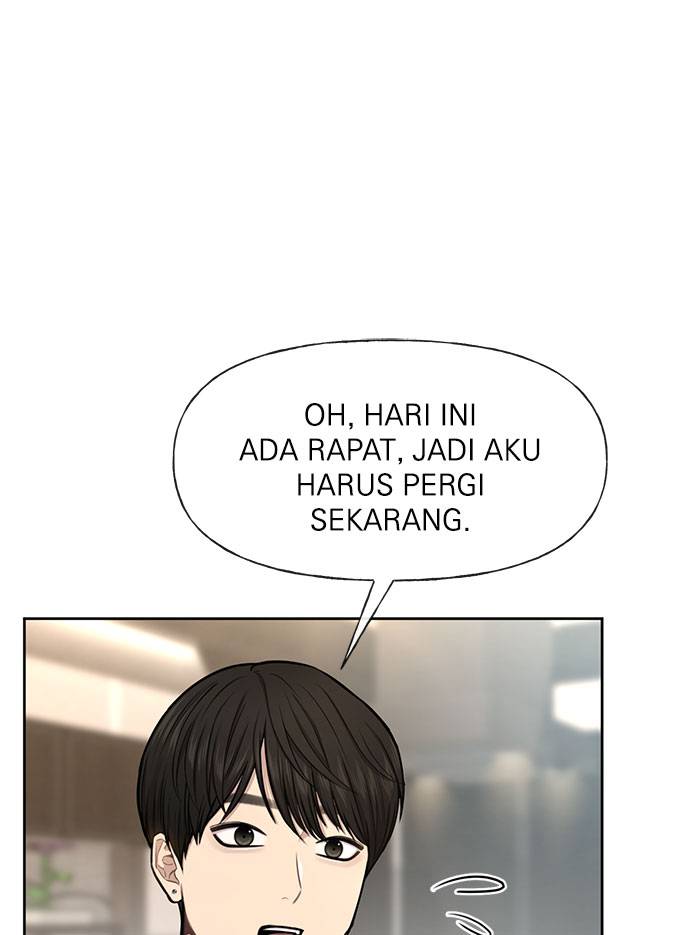 OH, HARI INI
ADA RAPAT, JADI AKU
HARUS PERGI
SEKARANG.